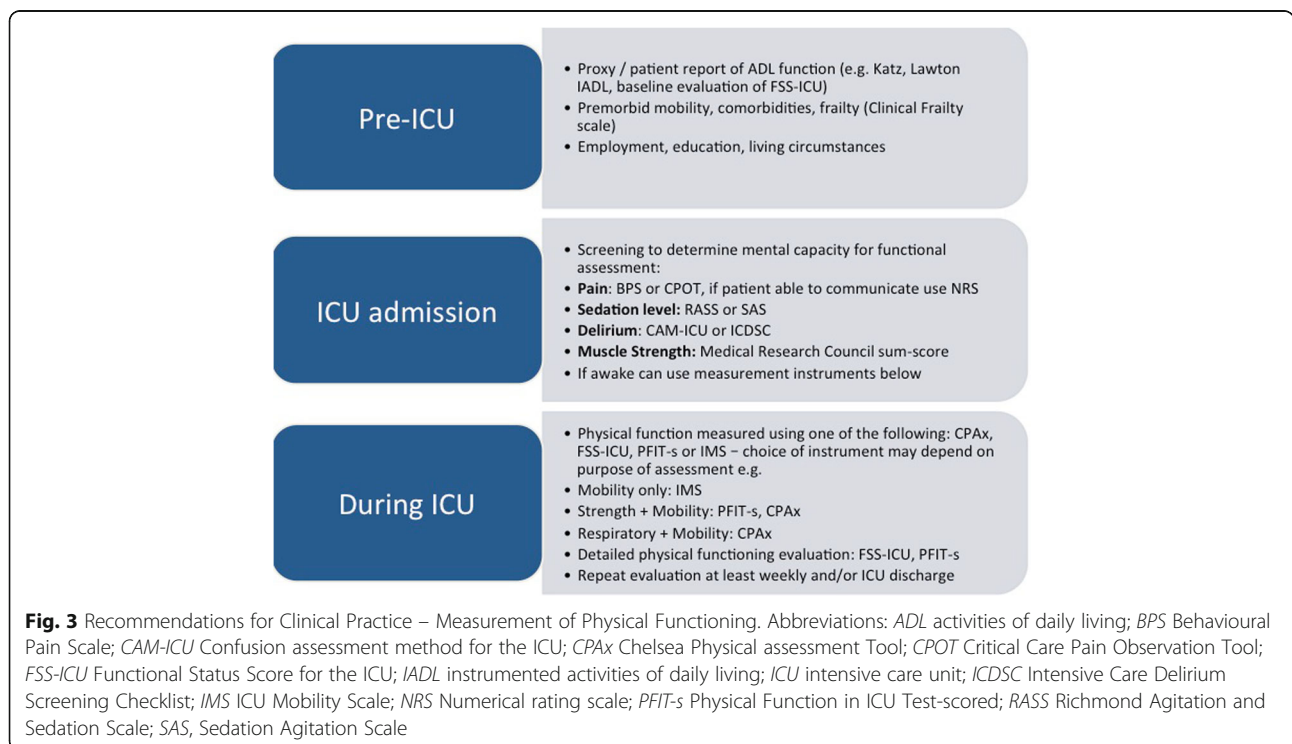 Pre-ICU
• Proxy / patient report of ADL function (e.g. Katz, Lawton
IADL, baseline evaluation of FSS-ICU)
• Premorbid mobility, comorbidities, frailty (Clinical Frailty
scale)
• Employment, education, living circumstances
ICU admission
• Screening to determine mental capacity for functional
assessment:
• Pain: BPS or CPOT, if patient able to communicate use NRS
• Sedation level: RASS or SAS
• Delirium: CAM-ICU or ICDSC
• Muscle Strength: Medical Research Council sum-score
• If awake can use measurement instruments below
During ICU
• Physical function measured using one of the following: CPAx,
FSS-ICU, PFIT-s or IMS – choice of instrument may depend on
purpose of assessment e.g.
• Mobility only: IMS
• Strength + Mobility: PFIT-s, CPAx
• Respiratory + Mobility: CPAx
• Detailed physical functioning evaluation: FSS-ICU, PFIT-s
• Repeat evaluation at least weekly and/or ICU discharge
Fig. 3 Recommendations for Clinical Practice – Measurement of Physical Functioning. Abbreviations: ADL activities of daily living; BPS Behavioural
Pain Scale; CAM-ICU Confusion assessment method for the ICU; CPAx Chelsea Physical assessment Tool; CPOT Critical Care Pain Observation Tool;
FSS-ICU Functional Status Score for the ICU; IADL instrumented activities of daily living; ICU intensive care unit; ICDSC Intensive Care Delirium
Screening Checklist; IMS ICU Mobility Scale; NRS Numerical rating scale; PFIT-s Physical Function in ICU Test-scored; RASS Richmond Agitation and
Sedation Scale; SAS, Sedation Agitation Scale